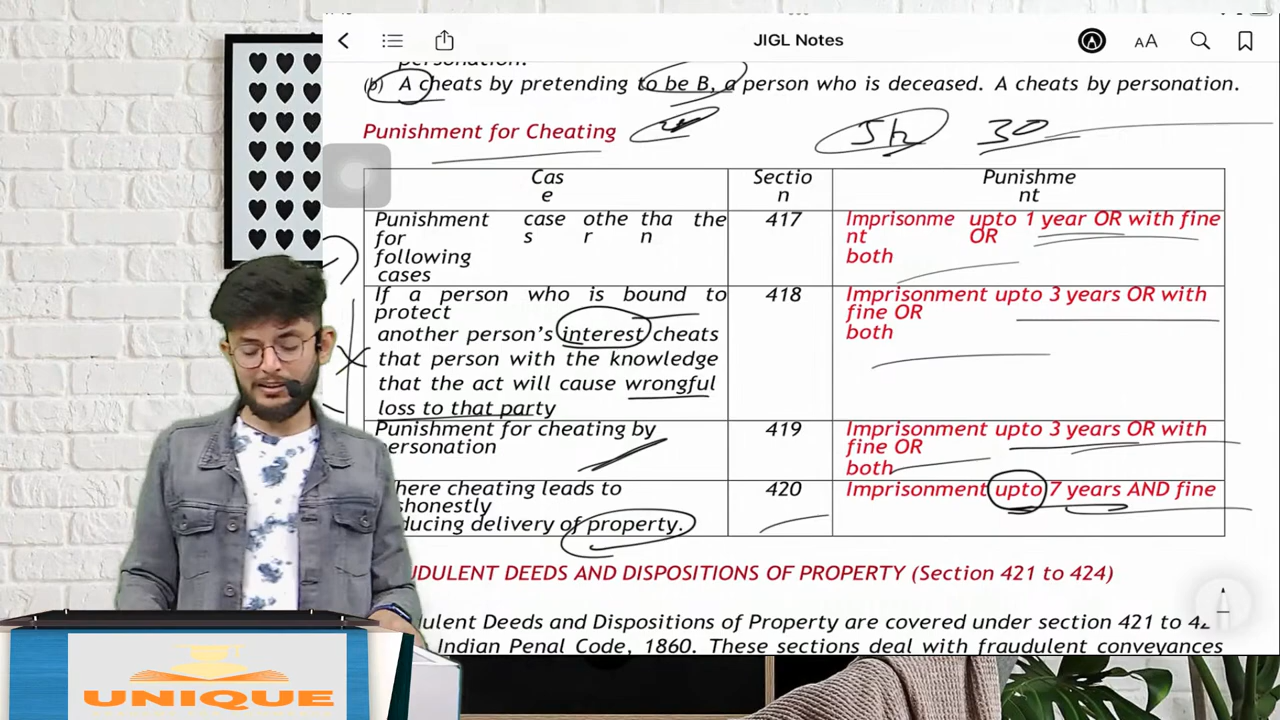 JIGL Notes
AA
personation.
(b) A cheats by pretending to be B, a person who is deceased. A cheats by personation.
Punishment for Cheating
30
Cas
e
Sectio
n
Punishme
nt
Punishment case othe tha the
for s r n
following
cases
417
Imprisonme upto 1 year OR with fine
nt OR
both
If a person who is bound to
protect
another person's interest cheats
that person with the knowledge
that the act will cause wrongful
loss to that party
418
Imprisonment upto 3 years OR with
fine OR
both
Punishment for cheating by
personation
419
Imprisonment upto 3 years OR with
fine OR
both
here cheating leads to
shonestly
ducing delivery of property.
420
Imprisonment upto 7 years AND fine
DULENT DEEDS AND DISPOSITIONS OF PROPERTY (Section 421 to 424)
ulent Deeds and Dispositions of Property are covered under section 421 to 42
Indian Penal Code, 1860. These sections deal with fraudulent conveyances
UNIQUE